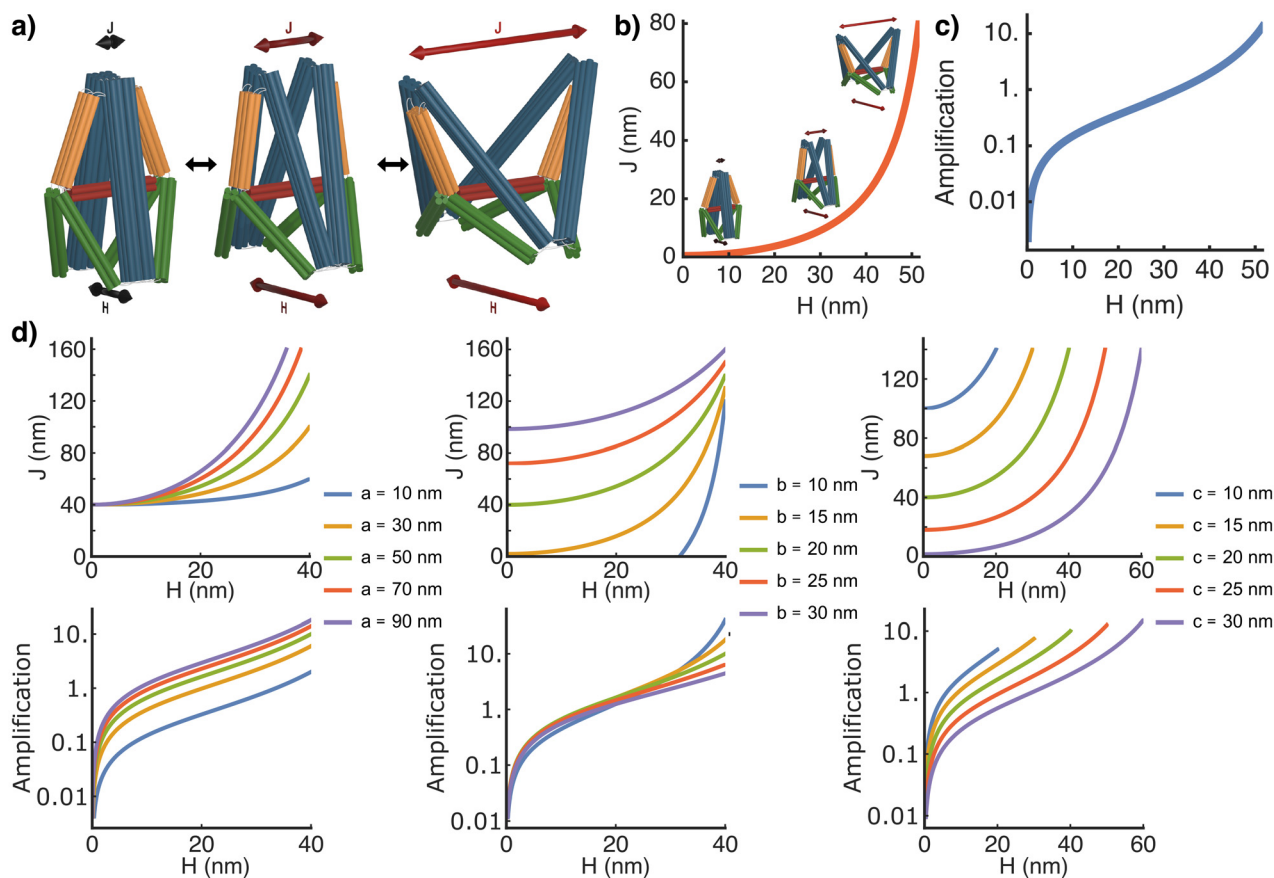 a)
J
J
J
H
H
H
b)
J (nm)
80
60
40
20
0
0 10 20 30 40 50
H (nm)
c)
Amplification
10.
1.
0.1
0.01
0 10 20 30 40 50
H (nm)
d)
J (nm)
160
120
80
40
0
0 20 40
H (nm)
a = 10 nm
a = 30 nm
a = 50 nm
a = 70 nm
a = 90 nm
J (nm)
160
120
80
40
0
0 20 40
H (nm)
b = 10 nm
b = 15 nm
b = 20 nm
b = 25 nm
b = 30 nm
J (nm)
120
80
40
0
0 20 40 60
H (nm)
c = 10 nm
c = 15 nm
c = 20 nm
c = 25 nm
c = 30 nm
Amplification
10.
1.
0.1
0.01
0 20 40
H (nm)
Amplification
10.
1.
0.1
0.01
0 20 40
H (nm)
Amplification
10.
1.
0.1
0.01
0 20 40 60
H (nm)